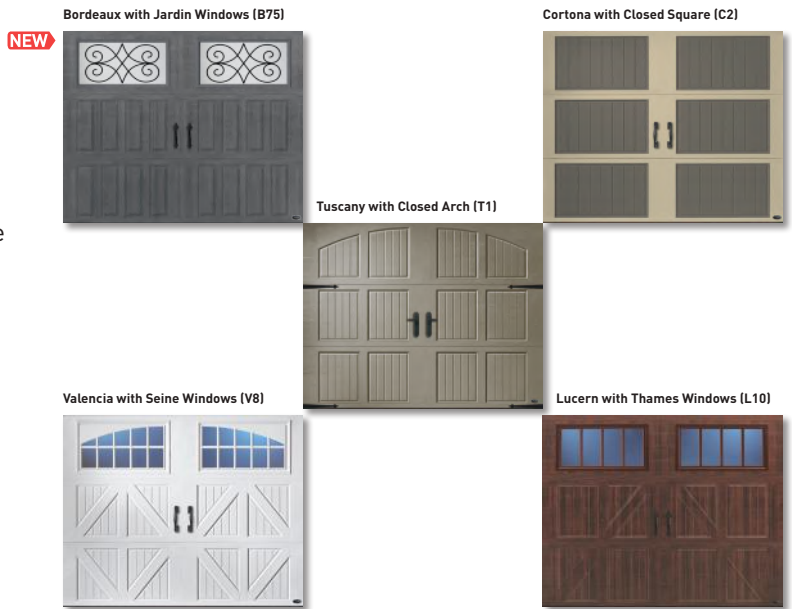 Bordeaux with Jardin Windows (B75)
Cortona with Closed Square (C2)
NEW
Tuscany with Closed Arch (T1)
e
Valencia with Seine Windows (V8)
Lucern with Thames Windows (L10)